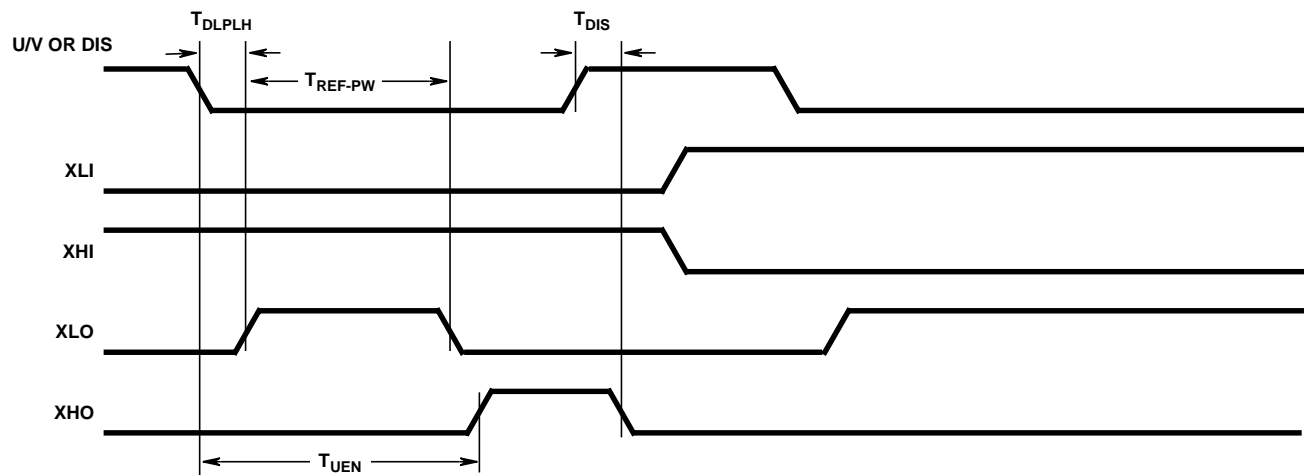 T_DLPLH
T_DIS
U/V OR DIS
T_REF-PW
XLI
XHI
XLO
XHO
T_UEN